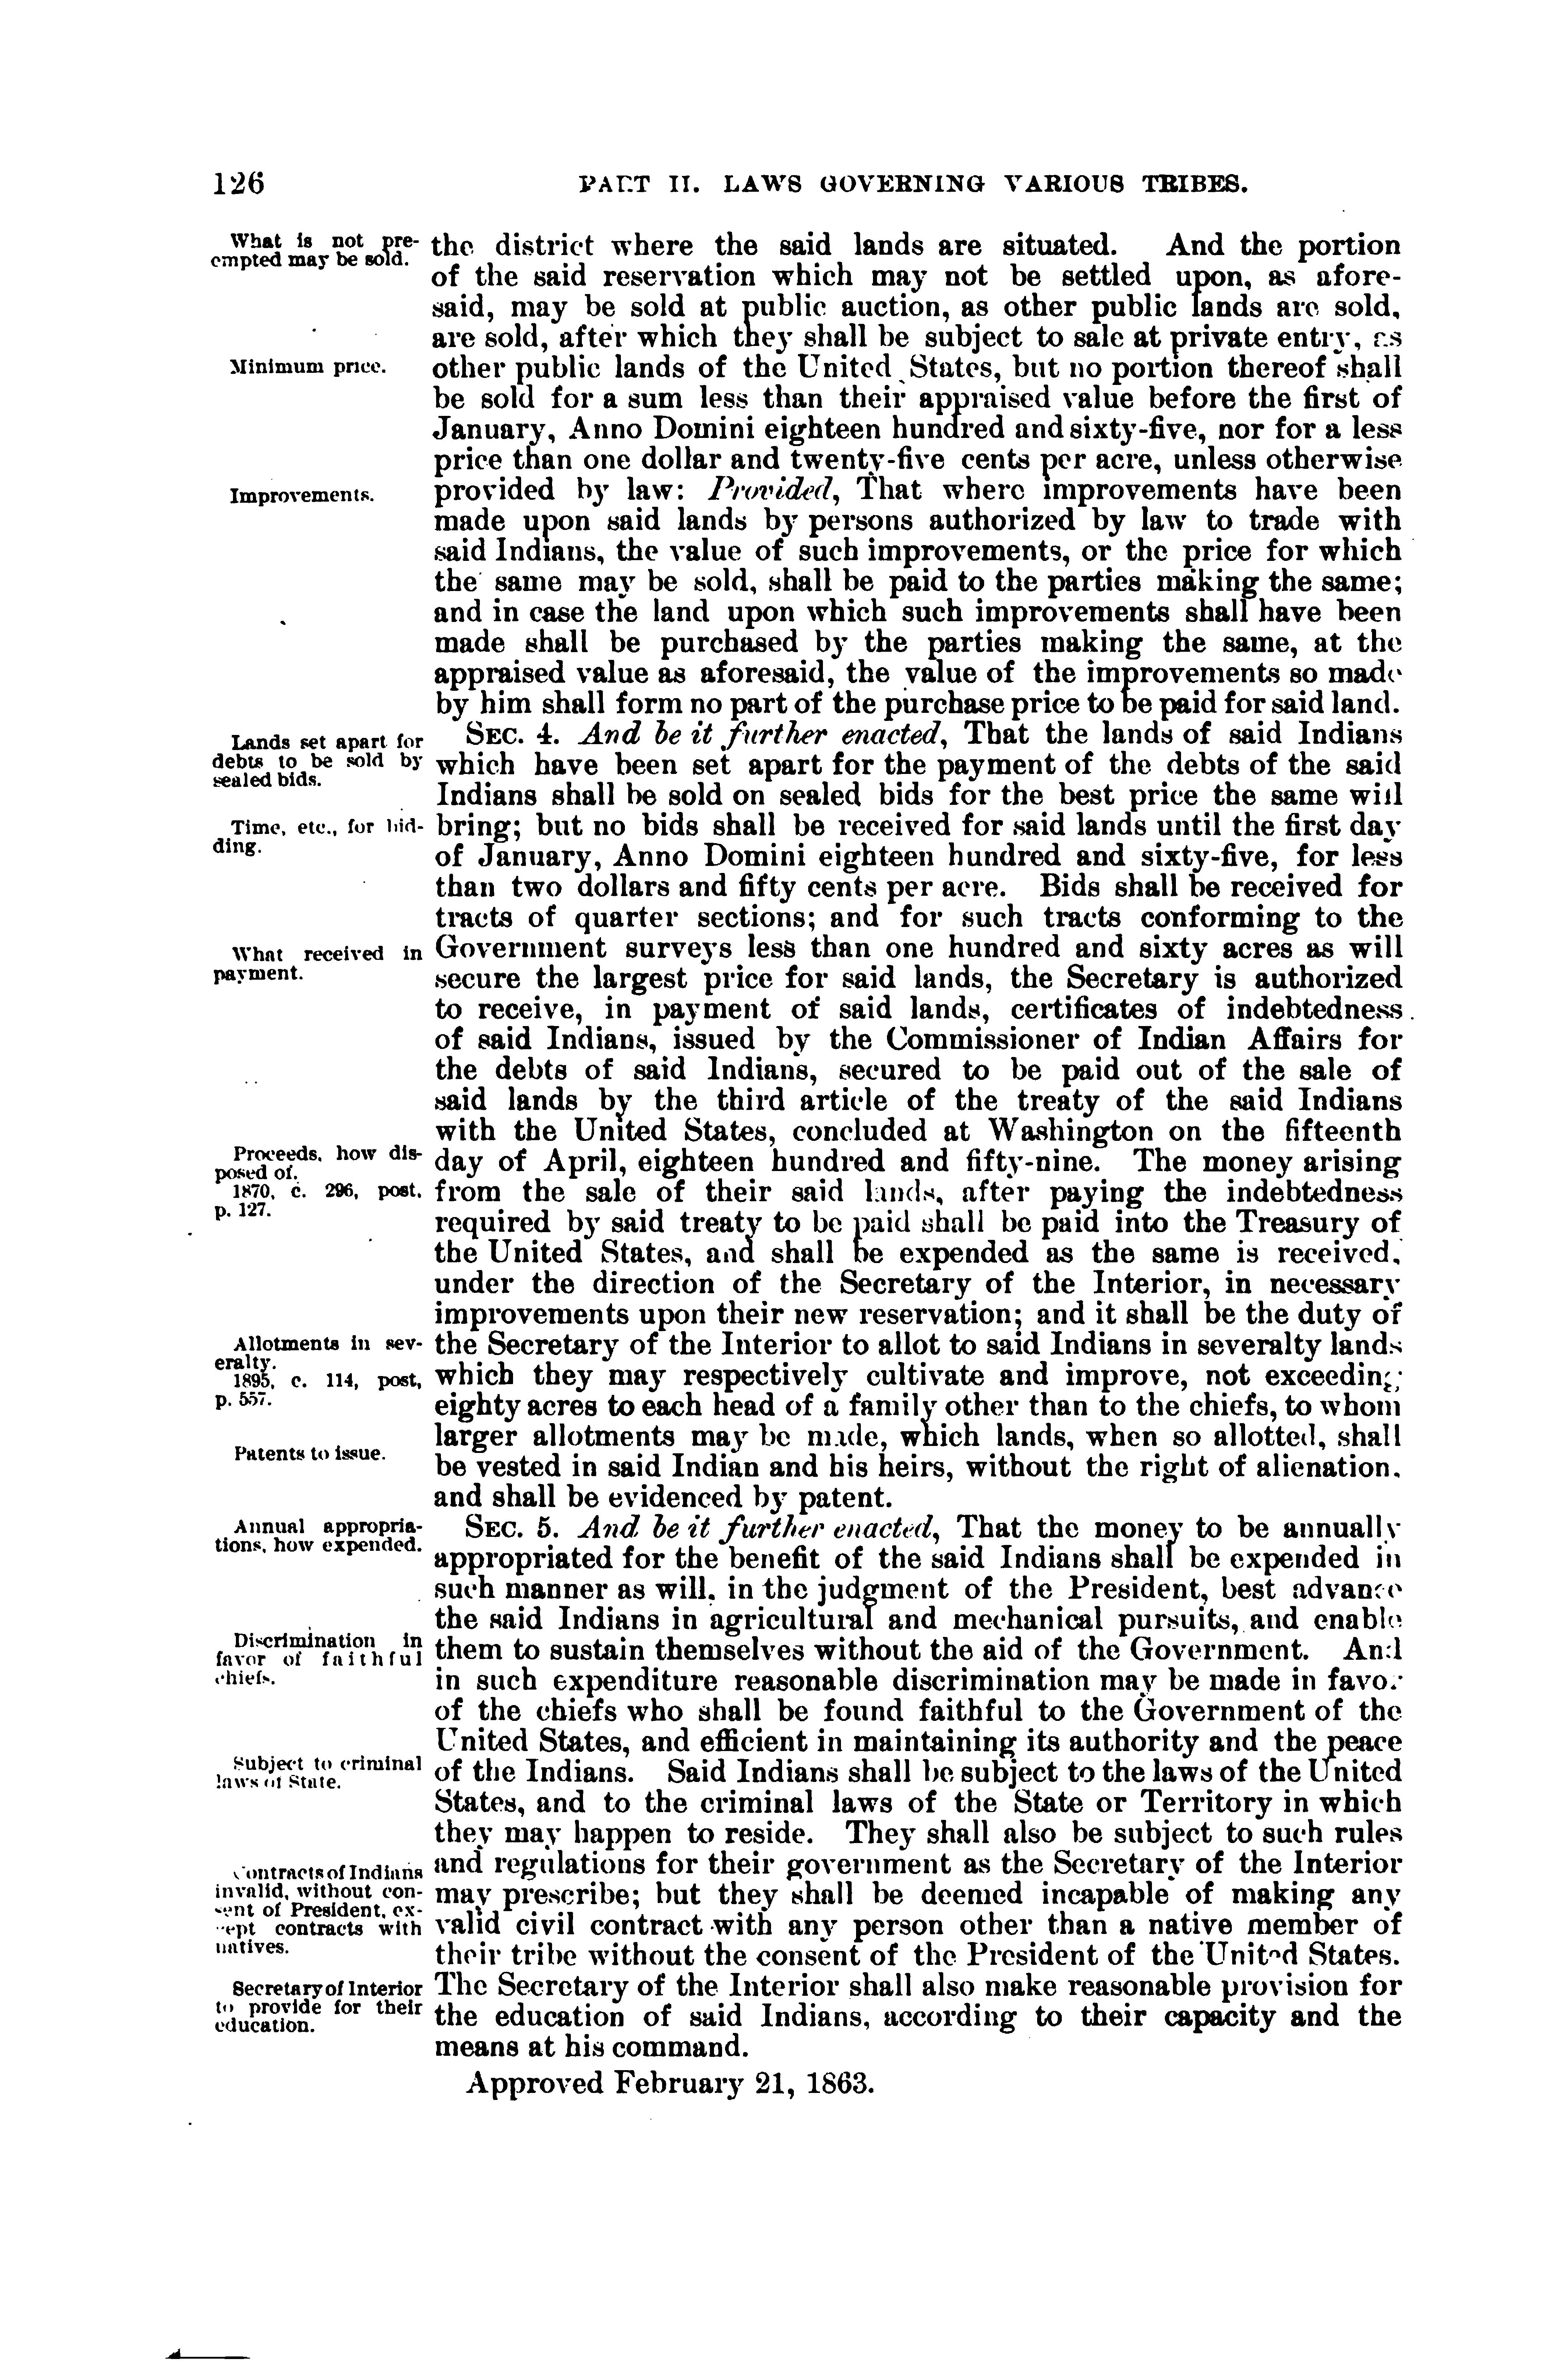 126
PART II. LAWS GOVERNING VARIOUS TRIBES.
What is not pre-
empted may be sold.
the district where the said lands are situated. And the portion
of the said reservation which may not be settled upon, as afore-
said, may be sold at public auction, as other public lands are sold,
are sold, after which they shall be subject to sale at private entry, as
Minimum price.
other public lands of the United States, but no portion thereof shall
be sold for a sum less than their appraised value before the first of
January, Anno Domini eighteen hundred and sixty-five, nor for a less
price than one dollar and twenty-five cents per acre, unless otherwise
Improvements.
provided by law: Provided, That where improvements have been
made upon said lands by persons authorized by law to trade with
said Indians, the value of such improvements, or the price for which
the same may be sold, shall be paid to the parties making the same;
and in case the land upon which such improvements shall have been
made shall be purchased by the parties making the same, at the
appraised value as aforesaid, the value of the improvements so made
by him shall form no part of the purchase price to be paid for said land.
Lands set apart for
debts to be sold by
sealed bids.
SEC. 4. And be it further enacted, That the lands of said Indians
which have been set apart for the payment of the debts of the said
Indians shall be sold on sealed bids for the best price the same will
Time, etc., for bid-
ding.
bring; but no bids shall be received for said lands until the first day
of January, Anno Domini eighteen hundred and sixty-five, for less
than two dollars and fifty cents per acre. Bids shall be received for
tracts of quarter sections; and for such tracts conforming to the
What received in
payment.
Government surveys less than one hundred and sixty acres as will
secure the largest price for said lands, the Secretary is authorized
to receive, in payment of said lands, certificates of indebtedness
of said Indians, issued by the Commissioner of Indian Affairs for
the debts of said Indians, secured to be paid out of the sale of
said lands by the third article of the treaty of the said Indians
with the United States, concluded at Washington on the fifteenth
Proceeds, how dis-
posed of.
1870, c. 296, post,
p. 127.
day of April, eighteen hundred and fifty-nine. The money arising
from the sale of their said lands, after paying the indebtedness
required by said treaty to be paid shall be paid into the Treasury of
the United States, and shall be expended as the same is received,
under the direction of the Secretary of the Interior, in necessary
improvements upon their new reservation; and it shall be the duty of
Allotments in sev-
eralty.
1895, c. 114, post,
p. 557.
the Secretary of the Interior to allot to said Indians in severalty lands
which they may respectively cultivate and improve, not exceeding
eighty acres to each head of a family other than to the chiefs, to whom
larger allotments may be made, which lands, when so allotted, shall
Patents to issue.
be vested in said Indian and his heirs, without the right of alienation,
and shall be evidenced by patent.
Annual appropria-
tions, how expended.
SEC. 5. And be it further enacted, That the money to be annually
appropriated for the benefit of the said Indians shall be expended in
such manner as will, in the judgment of the President, best advance
the said Indians in agricultural and mechanical pursuits, and enable
Discrimination in
favor of faithful
chiefs.
them to sustain themselves without the aid of the Government. And
in such expenditure reasonable discrimination may be made in favor
of the chiefs who shall be found faithful to the Government of the
United States, and efficient in maintaining its authority and the peace
Subject to criminal
laws of State.
of the Indians. Said Indians shall be subject to the laws of the United
States, and to the criminal laws of the State or Territory in which
they may happen to reside. They shall also be subject to such rules
Contracts of Indians
invalid, without con-
sent of President, ex-
cept contracts with
natives.
and regulations for their government as the Secretary of the Interior
may prescribe; but they shall be deemed incapable of making any
valid civil contract with any person other than a native member of
their tribe without the consent of the President of the United States.
Secretary of Interior
to provide for their
education.
The Secretary of the Interior shall also make reasonable provision for
the education of said Indians, according to their capacity and the
means at his command.
Approved February 21, 1863.